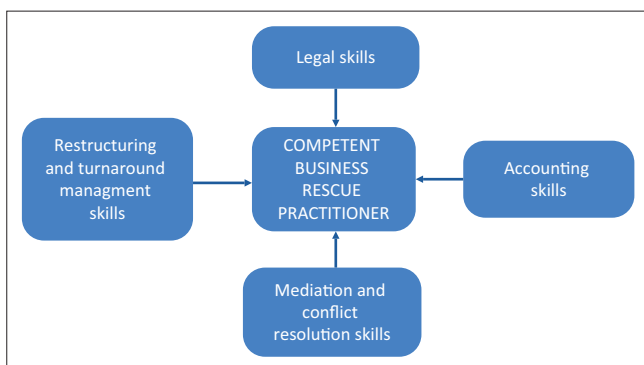 Legal skills
Restructuring
and turnaround
managment
skills
COMPETENT
BUSINESS
RESCUE
PRACTITIONER
Accounting
skills
Mediation and
conflict
resolution skills